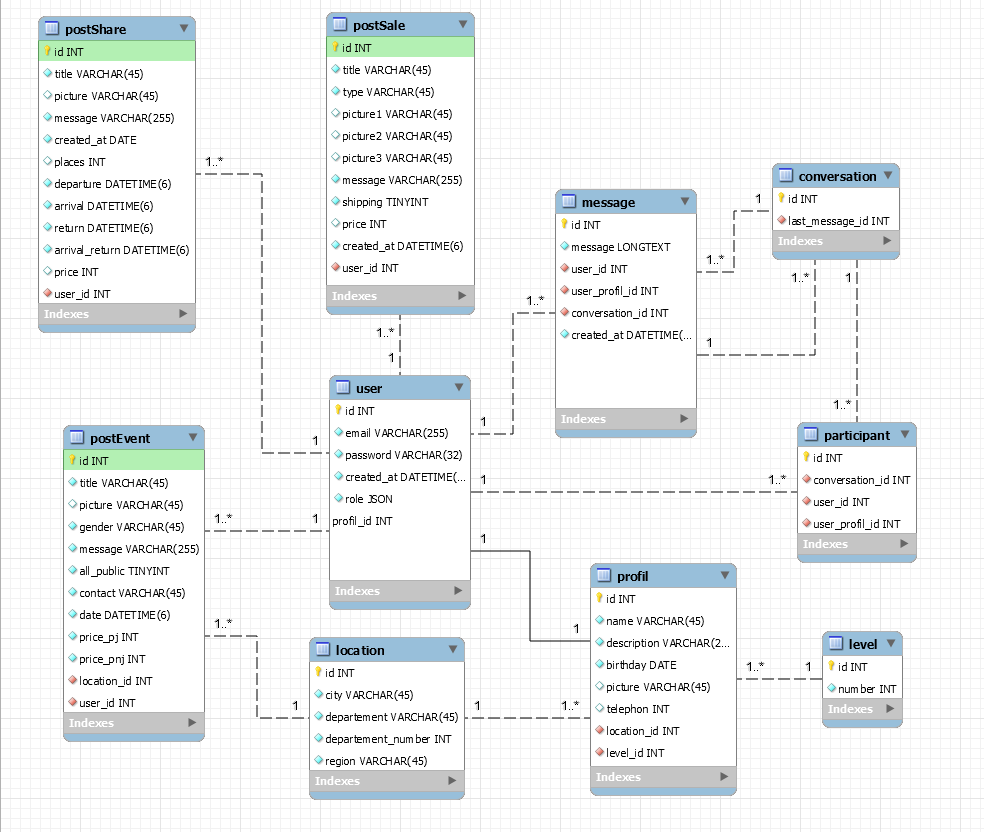 postShare
id INT
title VARCHAR(45)
picture VARCHAR(45)
message VARCHAR(255)
created_at DATE
places INT
departure DATETIME(6)
arrival DATETIME(6)
return DATETIME(6)
arrival_return DATETIME(6)
price INT
user_id INT
Indexes
postSale
id INT
title VARCHAR(45)
type VARCHAR(45)
picture1 VARCHAR(45)
picture2 VARCHAR(45)
picture3 VARCHAR(45)
message VARCHAR(255)
shipping TINYINT
price INT
created_at DATETIME(6)
user_id INT
Indexes
message
id INT
message LONGTEXT
user_id INT
user_profil_id INT
conversation_id INT
created_at DATETIME(...
Indexes
conversation
id INT
last_message_id INT
Indexes
1..*
1
1..*
1..*
1
1
1..*
1..*
1
1..*
1
user
id INT
email VARCHAR(255)
password VARCHAR(32)
created_at DATETIME(...
role JSON
profil_id INT
Indexes
1
1
1
1..*
participant
id INT
conversation_id INT
user_id INT
user_profil_id INT
Indexes
postEvent
id INT
title VARCHAR(45)
picture VARCHAR(45)
gender VARCHAR(45)
message VARCHAR(255)
all_public TINYINT
contact VARCHAR(45)
date DATETIME(6)
price_pj INT
price_pnj INT
location_id INT
user_id INT
Indexes
1..*
1
1
1
1..*
1
location
id INT
city VARCHAR(45)
departement VARCHAR(45)
departement_number INT
region VARCHAR(45)
Indexes
1
1..*
profil
id INT
name VARCHAR(45)
description VARCHAR(2...
birthday DATE
picture VARCHAR(45)
telephon INT
location_id INT
level_id INT
Indexes
1..*
1
level
id INT
number INT
Indexes